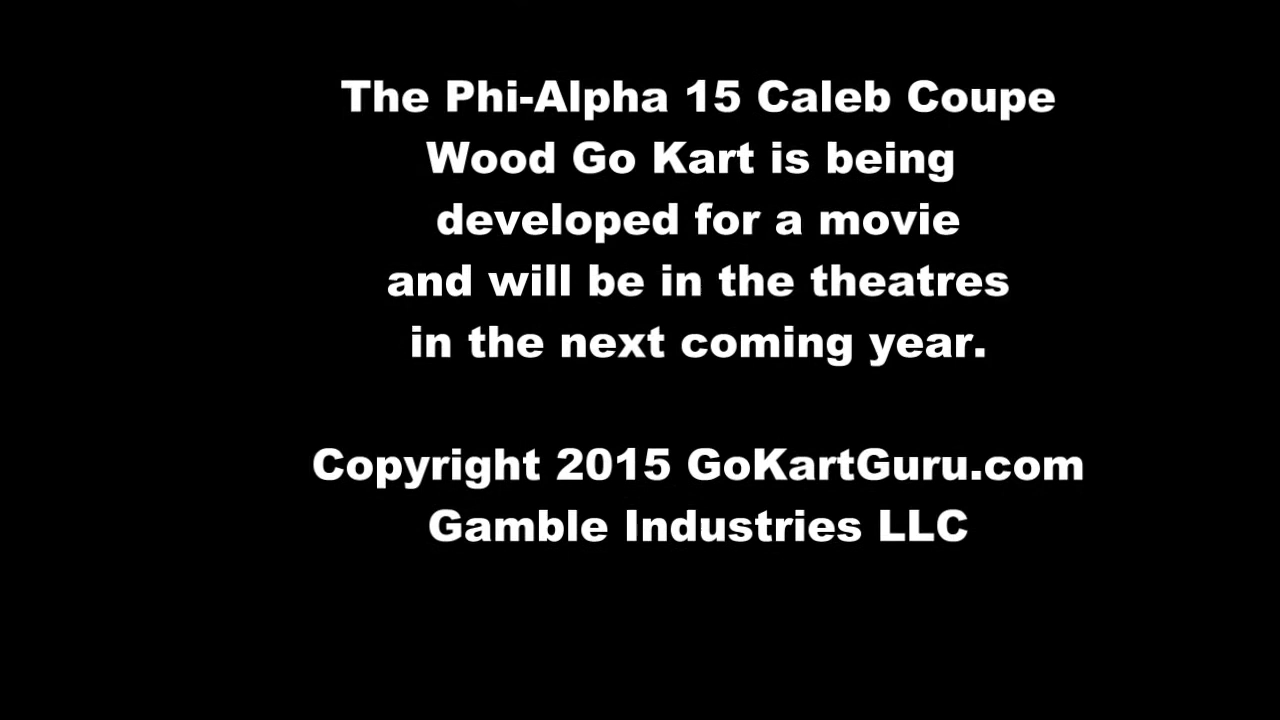 The Phi-Alpha 15 Caleb Coupe
Wood Go Kart is being
developed for a movie
and will be in the theatres
in the next coming year.
Copyright 2015 GoKartGuru.com
Gamble Industries LLC